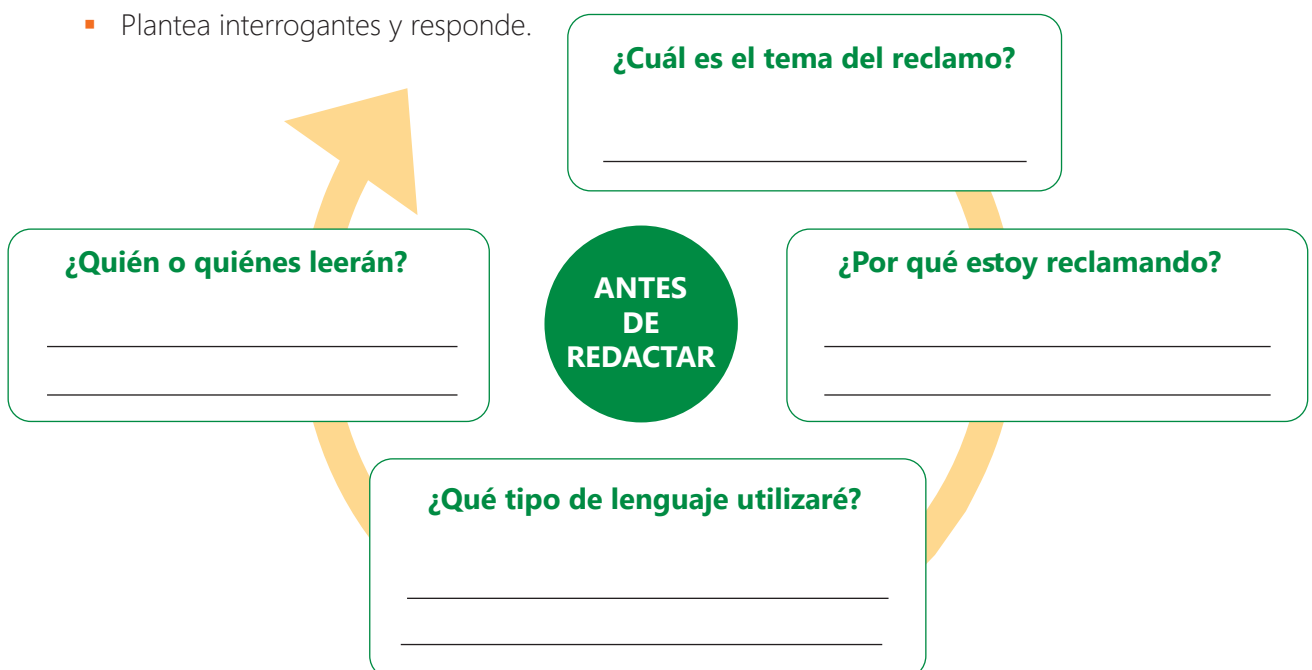 ▪ Plantea interrogantes y responde.
¿Cuál es el tema del reclamo?
¿Por qué estoy reclamando?
¿Qué tipo de lenguaje utilizaré?
¿Quién o quiénes leerán?
ANTES
DE
REDACTAR